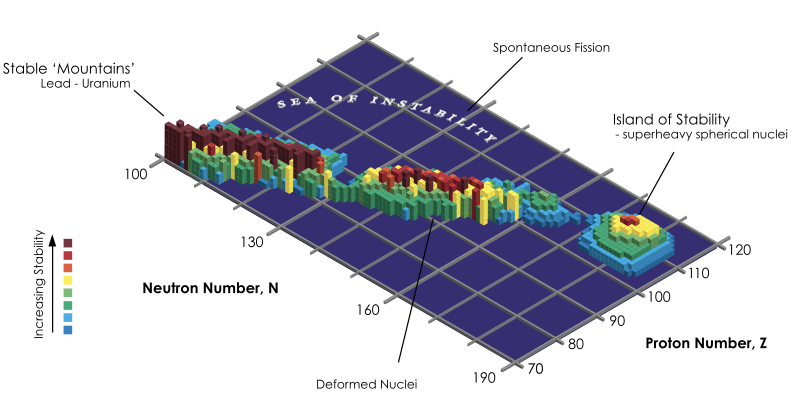 Spontaneous Fission
Stable ‘Mountains’
Lead - Uranium
SEA OF INSTABILITY
Island of Stability
- superheavy spherical nuclei
100
130
160
190
70
80
90
100
110
120
Increasing Stability
Neutron Number, N
Proton Number, Z
Deformed Nuclei